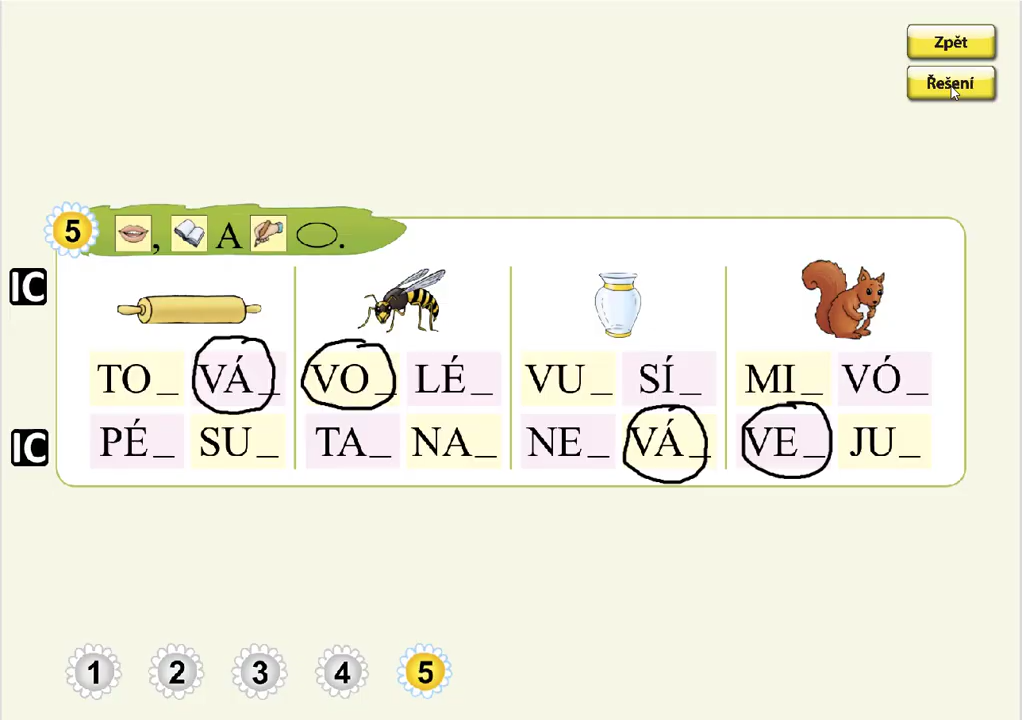 Zpět
Řešení
5 , A .
IC
TO_ VÁ_ VO_ LÉ_ VU_ SÍ_ MI_ VÓ_
IC
PÉ_ SU_ TA_ NA_ NE_ VÁ_ VE_ JU_
1 2 3 4 5